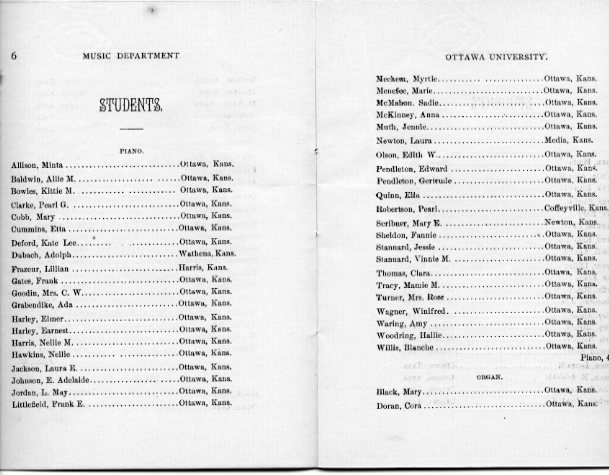 6
MUSIC DEPARTMENT
STUDENTS.
PIANO.
Allison, Minta ............................Ottawa, Kans.
Baldwin, Allie M. ..................... ......Ottawa, Kans.
Bowles, Kittie M. ..........................Ottawa, Kans.
Clarke, Pearl G. ............................Ottawa, Kans.
Cobb, Mary ..............................Ottawa, Kans.
Cummins, Etta ............................Ottawa, Kans.
Deford, Kate Lee..........................Ottawa, Kans.
Dubach, Adolph...........................Wathena, Kans.
Frazeur, Lillian ...........................Harris, Kans.
Gates, Frank ..............................Ottawa, Kans.
Goodin, Mrs. C. W.........................Ottawa, Kans.
Grabendike, Ada ..........................Ottawa, Kans.
Harley, Elmer.............................Ottawa, Kans.
Harley, Earnest............................Ottawa, Kans.
Harris, Nellie M. ..........................Ottawa, Kans.
Hawkins, Nellie ...........................Ottawa, Kans.
Jackson, Laura E. ..........................Ottawa, Kans.
Johnson, E. Adelaide.......................Ottawa, Kans.
Jordan, L. May............................Ottawa, Kans.
Littlefield, Frank E. ........................Ottawa, Kans.
OTTAWA UNIVERSITY.
Mechem, Myrtle........... ...............Ottawa, Kans.
Menefee, Marie............................Ottawa, Kans.
McMahon, Sadie...........................Ottawa, Kans.
McKinney, Anna ..........................Ottawa, Kans.
Muth, Jennie..............................Ottawa, Kans.
Newton, Laura ............................Media, Kans.
Olson, Edith W............................Ottawa, Kans.
Pendleton, Edward ........................Ottawa, Kans.
Pendleton, Gertrude .......................Ottawa, Kans.
Quinn, Ella ...............................Ottawa, Kans.
Robertson, Pearl..........................Coffeyville, Kans.
Scribner, Mary E. .........................Newton, Kans.
Sheldon, Fannie ...........................Ottawa, Kans.
Stannard, Jessie ...........................Ottawa, Kans.
Stannard, Vinnie M. .......................Ottawa, Kans.
Thomas, Clara.............................Ottawa, Kans.
Tracy, Mamie M. ..........................Ottawa, Kans.
Turner, Mrs. Rose .........................Ottawa, Kans.
Wagner, Winifred..........................Ottawa, Kans.
Waring, Amy .............................Ottawa, Kans.
Woodring, Hallie..........................Ottawa, Kans.
Willis, Blanche ............................Ottawa, Kans.
Piano, 4
ORGAN.
Black, Mary...............................Ottawa, Kans.
Doran, Cora ..............................Ottawa, Kans.